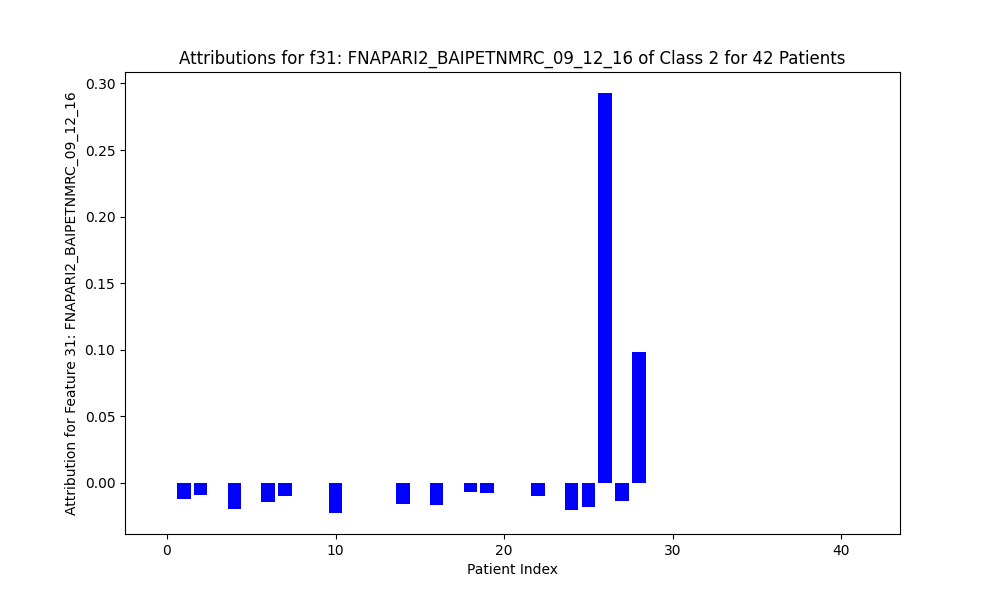 Attributions for f31: FNAPARI2_BAIPETNMRC_09_12_16 of Class 2 for 42 Patients
Attribution for Feature 31: FNAPARI2_BAIPETNMRC_09_12_16
0.30
0.25
0.20
0.15
0.10
0.05
0.00
0 10 20 30 40
Patient Index